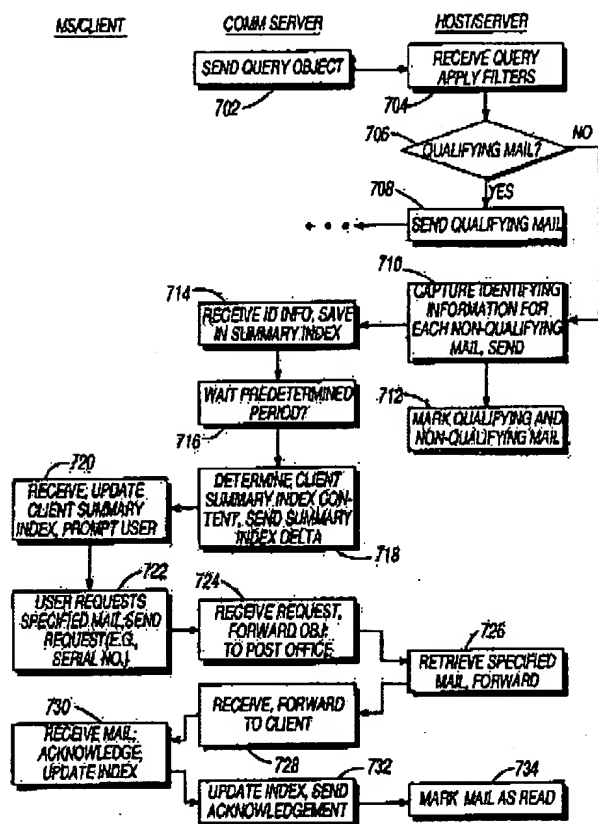 MS/CLIENT
COMM SERVER
HOST/SERVER
SEND QUERY OBJECT
702
RECEIVE QUERY
APPLY FILTERS
704
706
QUALIFYING MAIL?
NO
YES
708
SEND QUALIFYING MAIL
710
CAPTURE IDENTIFYING
INFORMATION FOR
EACH NON-QUALIFYING
MAIL, SEND
714
RECEIVE ID INFO, SAVE
IN SUMMARY INDEX
712
MARK QUALIFYING AND
NON-QUALIFYING MAIL
WAIT PREDETERMINED
PERIOD?
716
DETERMINE CLIENT
SUMMARY INDEX CON-
TENT, SEND SUMMARY
INDEX DELTA
718
720
RECEIVE, UPDATE
CLIENT SUMMARY
INDEX, PROMPT USER
722
USER REQUESTS
SPECIFIED MAIL, SEND
REQUEST(E.G.,
SERIAL NO.)
724
RECEIVE REQUEST,
FORWARD OBJ.
TO POST OFFICE
726
RETRIEVE SPECIFIED
MAIL, FORWARD
RECEIVE, FORWARD
TO CLIENT
728
730
RECEIVE MAIL;
ACKNOWLEDGE,
UPDATE INDEX
732
UPDATE INDEX, SEND
ACKNOWLEDGEMENT
734
MARK MAIL AS READ